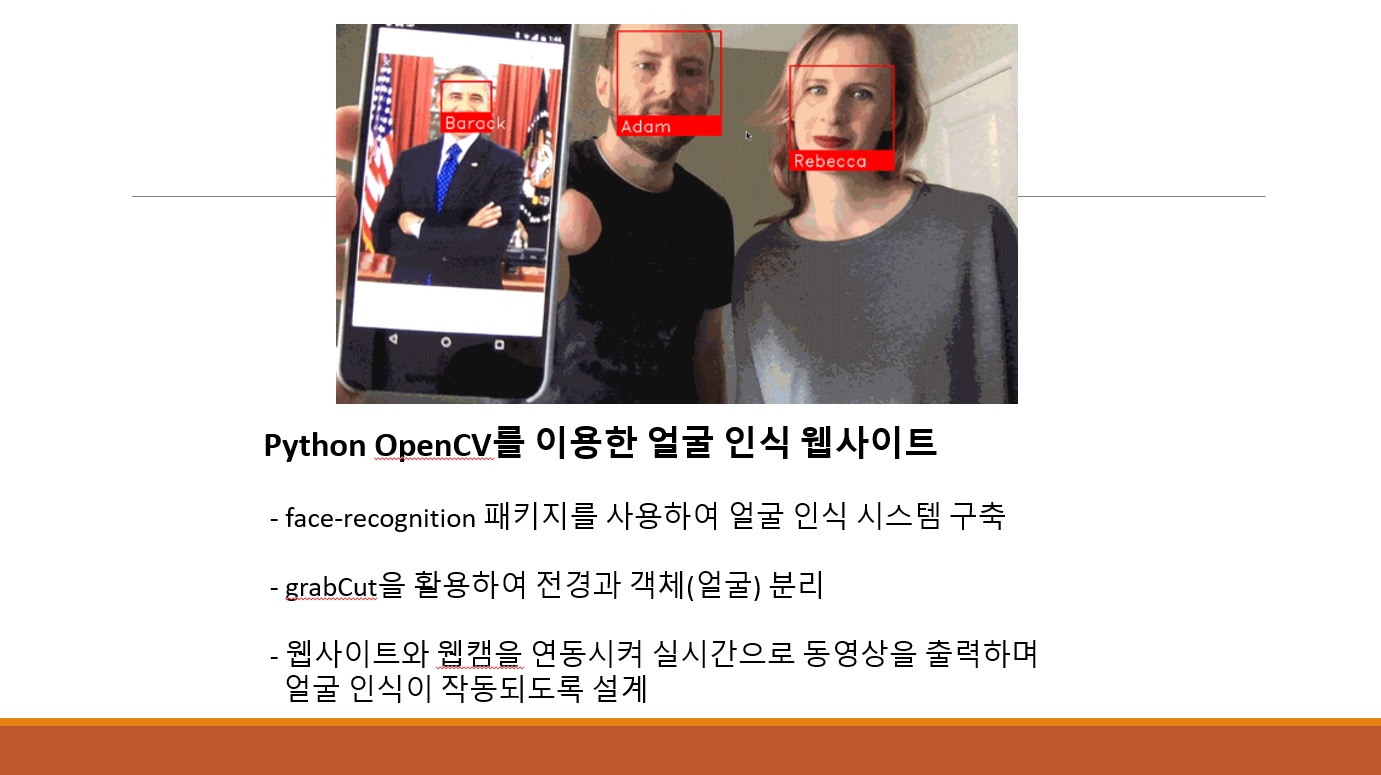 1:44
Barack
Adam
Rebecca
Python OpenCV를 이용한 얼굴 인식 웹사이트
- face-recognition 패키지를 사용하여 얼굴 인식 시스템 구축
- grabCut을 활용하여 전경과 객체(얼굴) 분리
- 웹사이트와 웹캠을 연동시켜 실시간으로 동영상을 출력하며
얼굴 인식이 작동되도록 설계